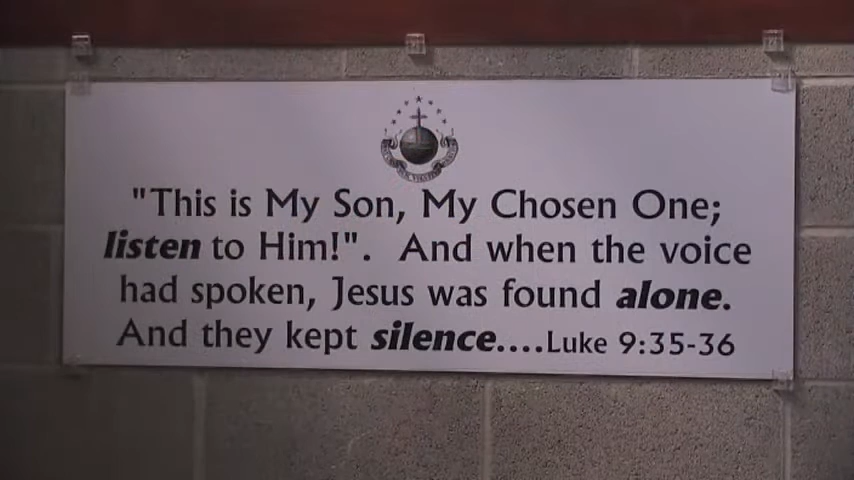 "This is My Son, My Chosen One;
listen to Him!". And when the voice
had spoken, Jesus was found alone.
And they kept silence....Luke 9:35-36